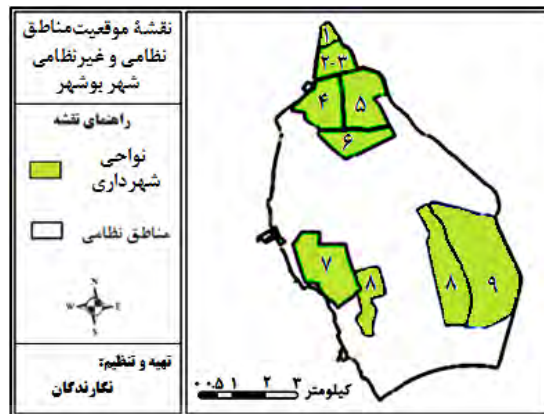 نقشهٔ موقعیت مناطق
نظامی و غیرنظامی
شهر بوشهر
راهنمای نقشه
نواحی
شهرداری
مناطق نظامی
N
W E
S
تهیه و تنظیم:
نگارندگان
۱
۲-۳
۴
۵
۶
۷
۸
۸
۹
۰ ۰.۵ ۱ ۲ ۳ کیلومتر